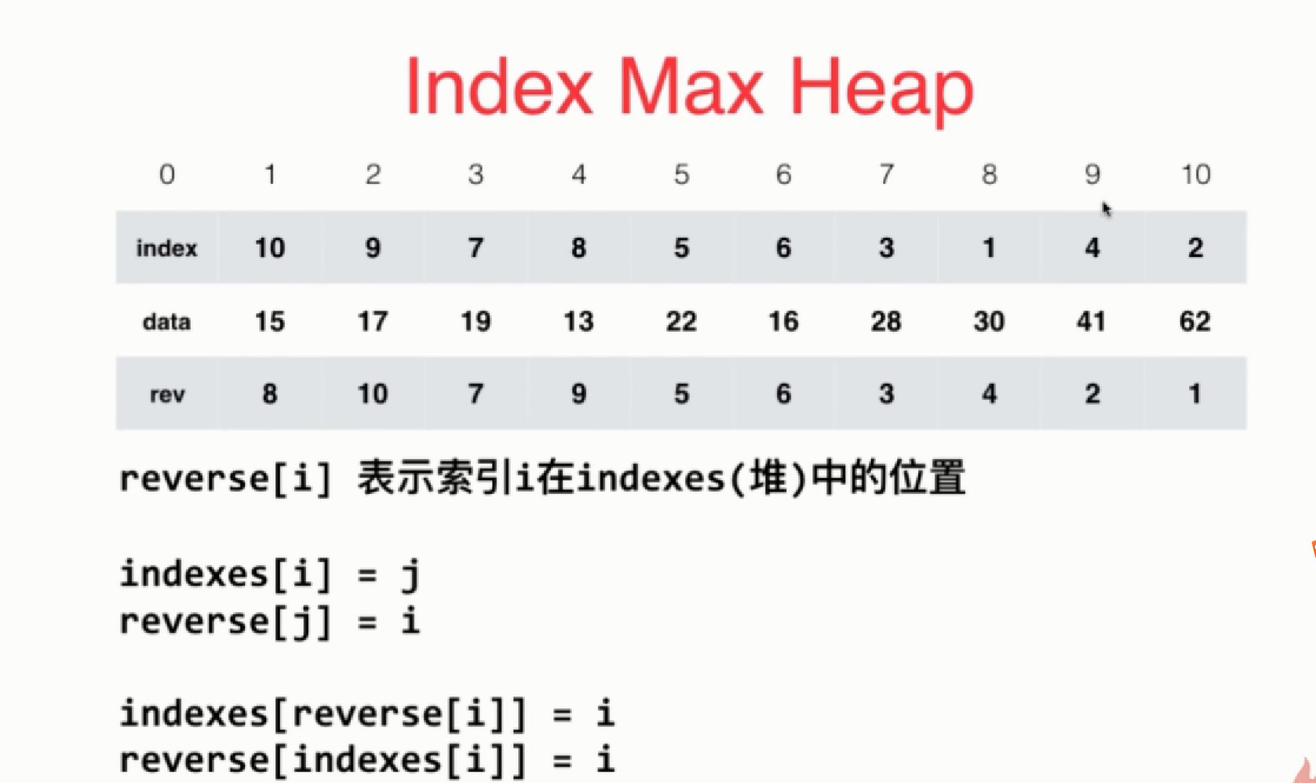 Index Max Heap
0 1 2 3 4 5 6 7 8 9 10
index 10 9 7 8 5 6 3 1 4 2
data 15 17 19 13 22 16 28 30 41 62
rev 8 10 7 9 5 6 3 4 2 1
reverse[i] 表示索引i在indexes(堆)中的位置
indexes[i] = j
reverse[j] = i
indexes[reverse[i]] = i
reverse[indexes[i]] = i